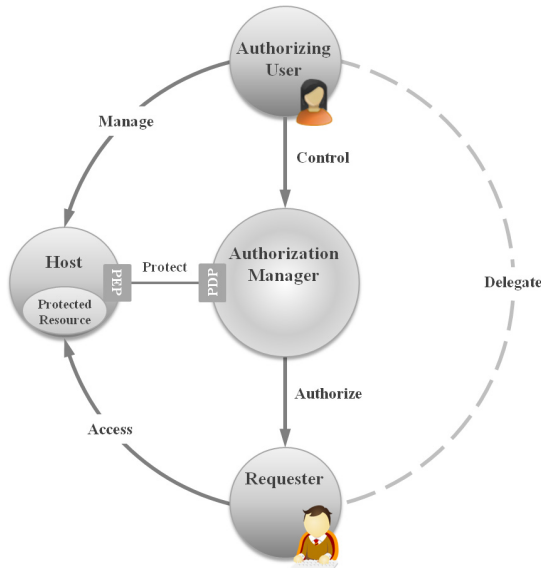 Authorizing
User
Manage
Control
Host
PEP
Protect
PDP
Authorization
Manager
Protected
Resource
Delegate
Authorize
Access
Requester